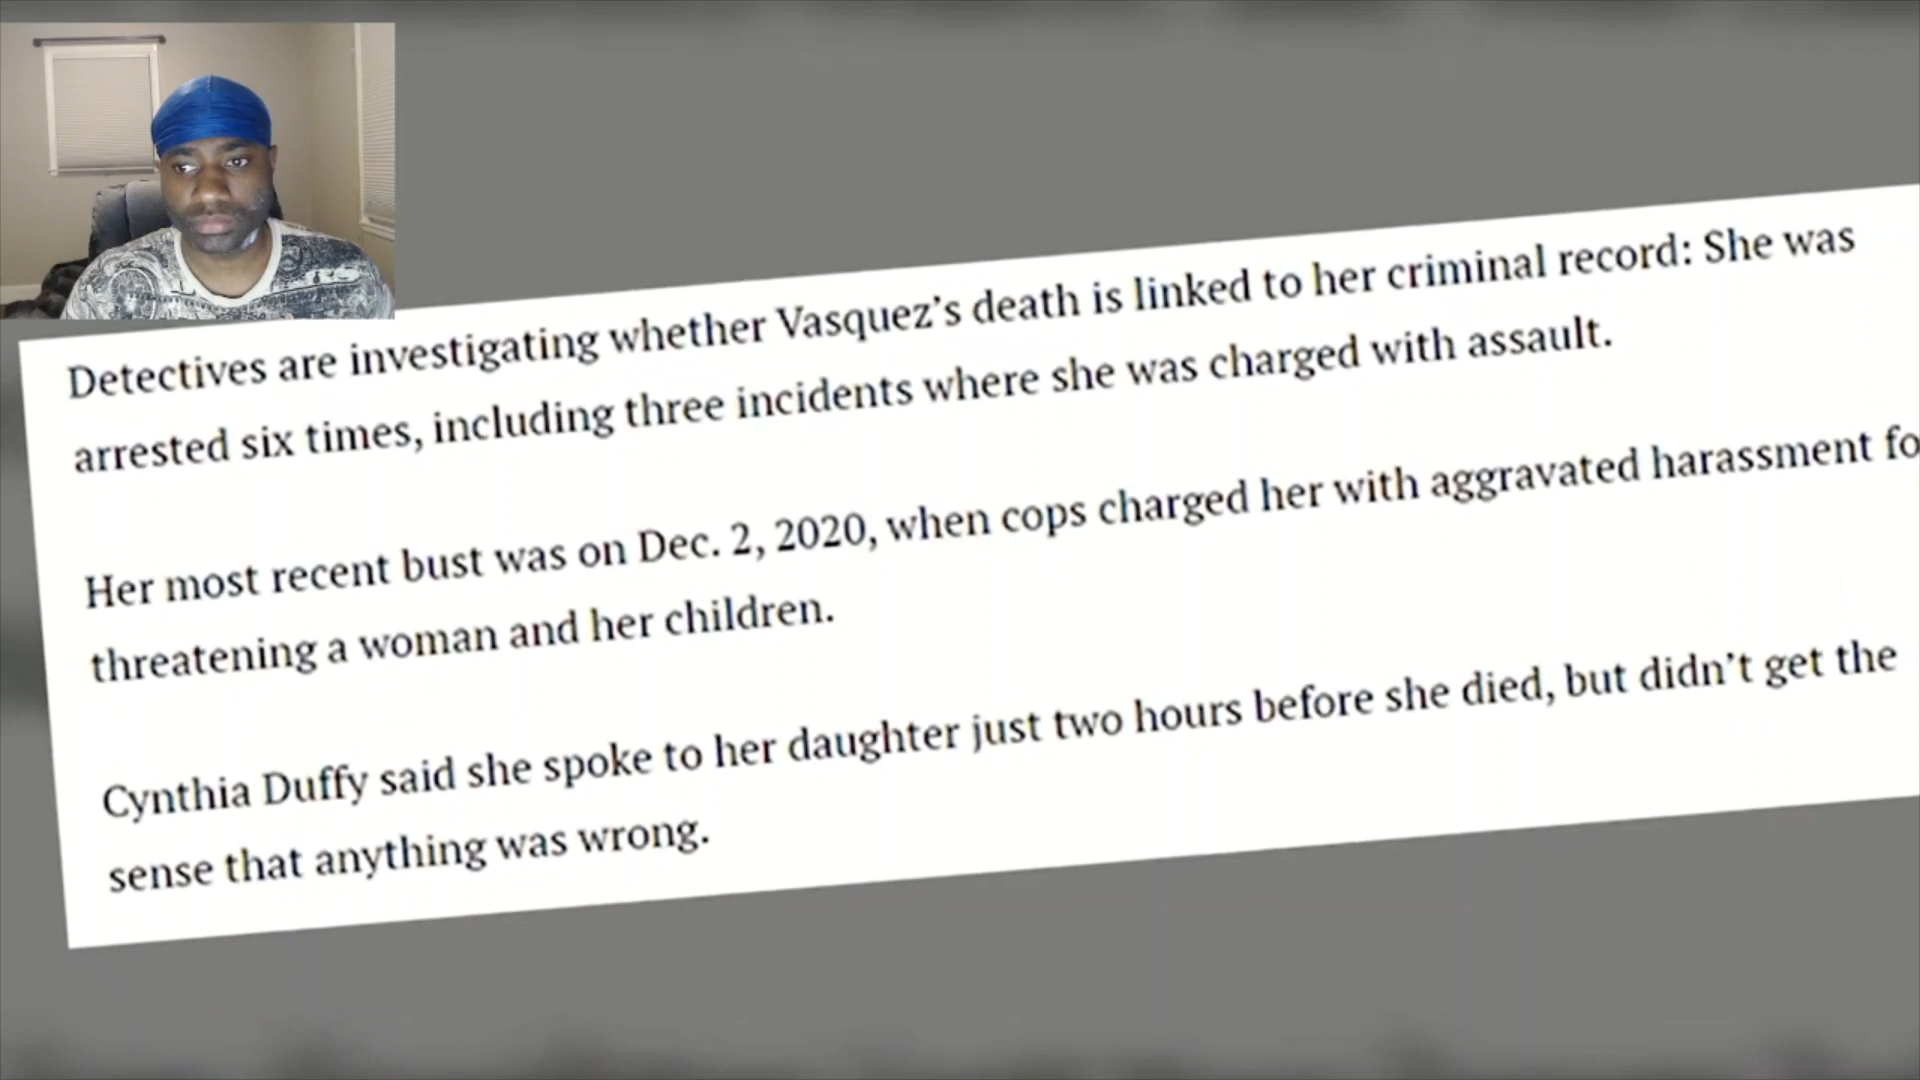 Detectives are investigating whether Vasquez’s death is linked to her criminal record: She was
arrested six times, including three incidents where she was charged with assault.
Her most recent bust was on Dec. 2, 2020, when cops charged her with aggravated harassment fo
threatening a woman and her children.
Cynthia Duffy said she spoke to her daughter just two hours before she died, but didn’t get the
sense that anything was wrong.